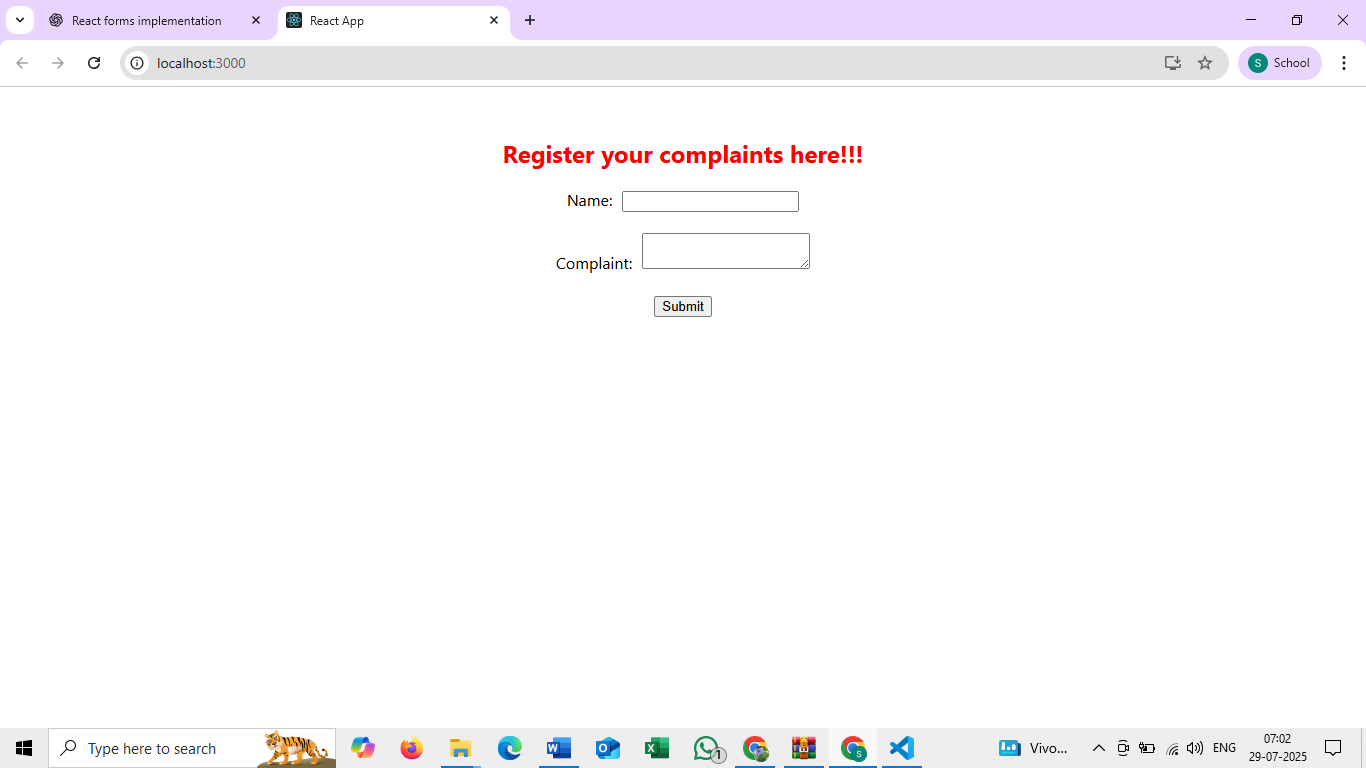 React forms implementation
React App
localhost:3000
S
School
Register your complaints here!!!
Name:
Complaint:
Submit
Type here to search
1
S
Vivo...
ENG
07:02
29-07-2025